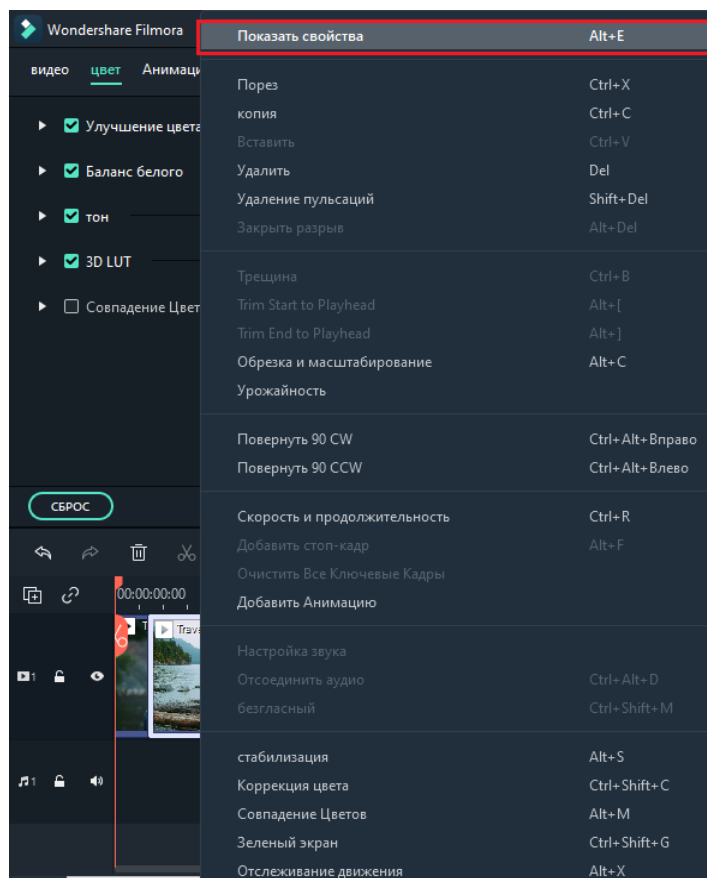 Wondershare Filmora
видео цвет Анимаци
Улучшение цвета
Баланс белого
тон
3D LUT
Совпадение Цвет
СБРОС
00:00:00:00
T Trave
1
1
Показать свойства Alt+E
Порез Ctrl+X
копия Ctrl+C
Вставить Ctrl+V
Удалить Del
Удаление пульсаций Shift+Del
Закрыть разрыв Alt+Del
Трещина Ctrl+B
Trim Start to Playhead Alt+[
Trim End to Playhead Alt+]
Обрезка и масштабирование Alt+C
Урожайность
Повернуть 90 CW Ctrl+Alt+Вправо
Повернуть 90 CCW Ctrl+Alt+Влево
Скорость и продолжительность Ctrl+R
Добавить стоп-кадр Alt+F
Очистить Все Ключевые Кадры
Добавить Анимацию
Настройка звука
Отсоединить аудио Ctrl+Alt+D
безгласный Ctrl+Shift+M
стабилизация Alt+S
Коррекция цвета Ctrl+Shift+C
Совпадение Цветов Alt+M
Зеленый экран Ctrl+Shift+G
Отслеживание движения Alt+X